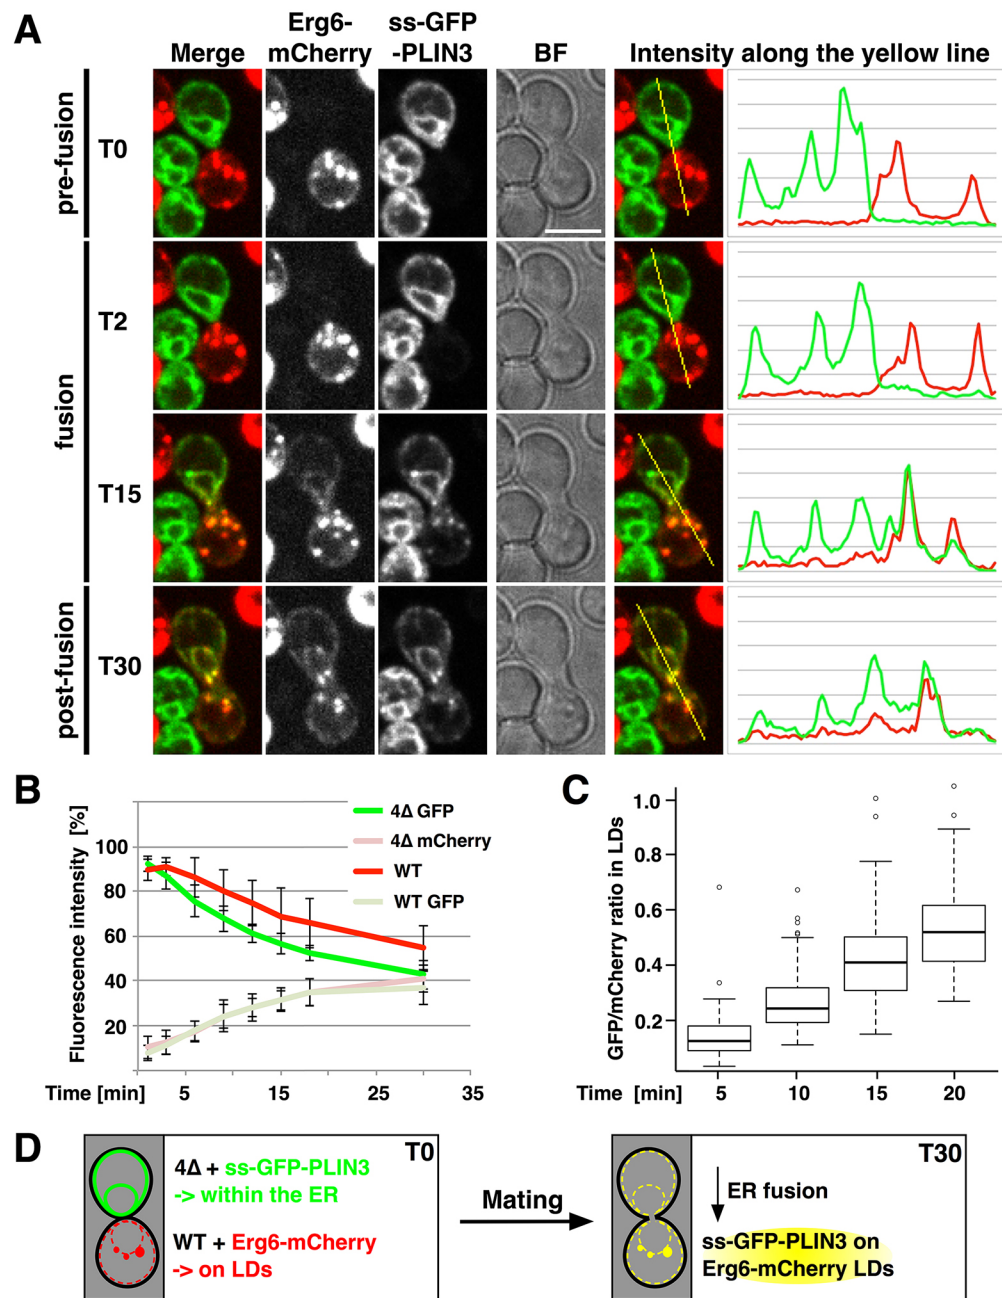 A
Merge
Erg6-
mCherry
ss-GFP
-PLIN3
BF
Intensity along the yellow line
pre-fusion
T0
fusion
T2
T15
post-fusion
T30
B
Fluorescence intensity [%]
100
80
60
40
20
4Δ GFP
4Δ mCherry
WT
WT GFP
Time [min]
5
15
25
35
C
GFP/mCherry ratio in LDs
1.0
0.8
0.6
0.4
0.2
Time [min]
5
10
15
20
D
T0
4Δ + ss-GFP-PLIN3
-> within the ER
WT + Erg6-mCherry
-> on LDs
Mating
T30
ER fusion
ss-GFP-PLIN3 on
Erg6-mCherry LDs